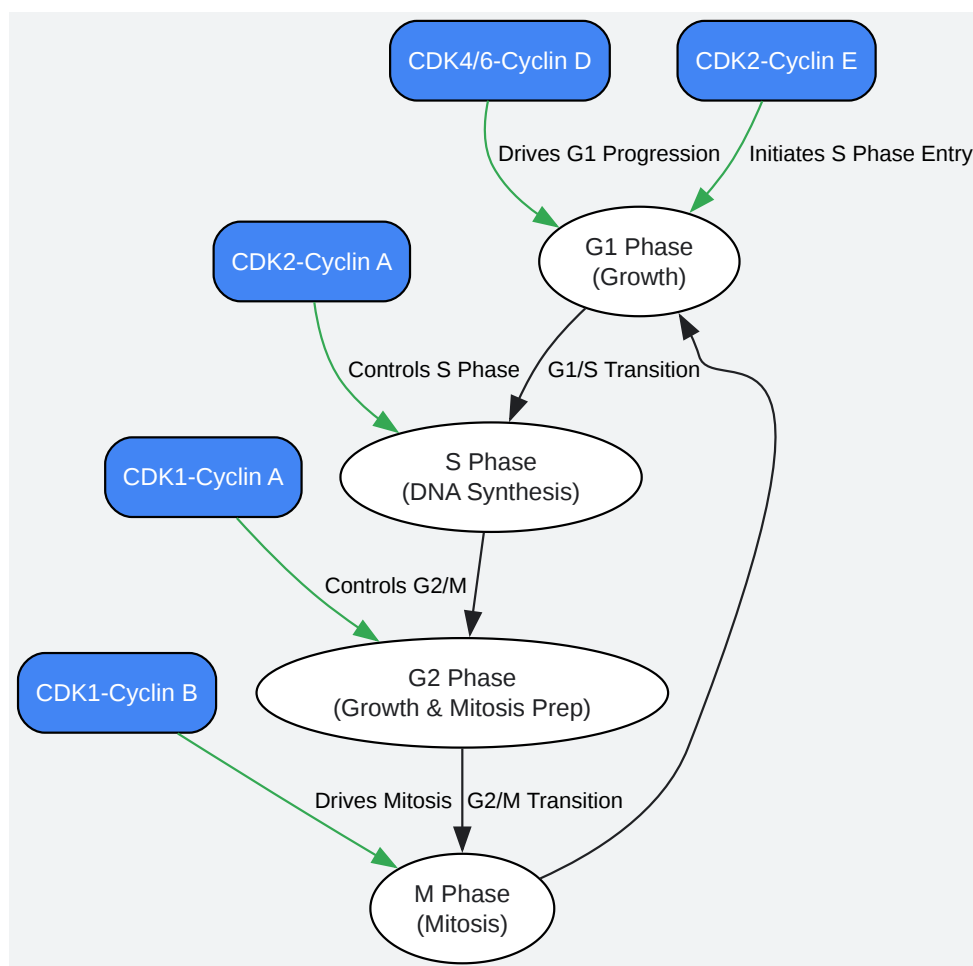 CDK4/6-Cyclin D
CDK2-Cyclin E
Drives G1 Progression
Initiates S Phase Entry
CDK2-Cyclin A
G1 Phase
(Growth)
Controls S Phase
G1/S Transition
CDK1-Cyclin A
S Phase
(DNA Synthesis)
Controls G2/M
CDK1-Cyclin B
G2 Phase
(Growth & Mitosis Prep)
Drives Mitosis
G2/M Transition
M Phase
(Mitosis)